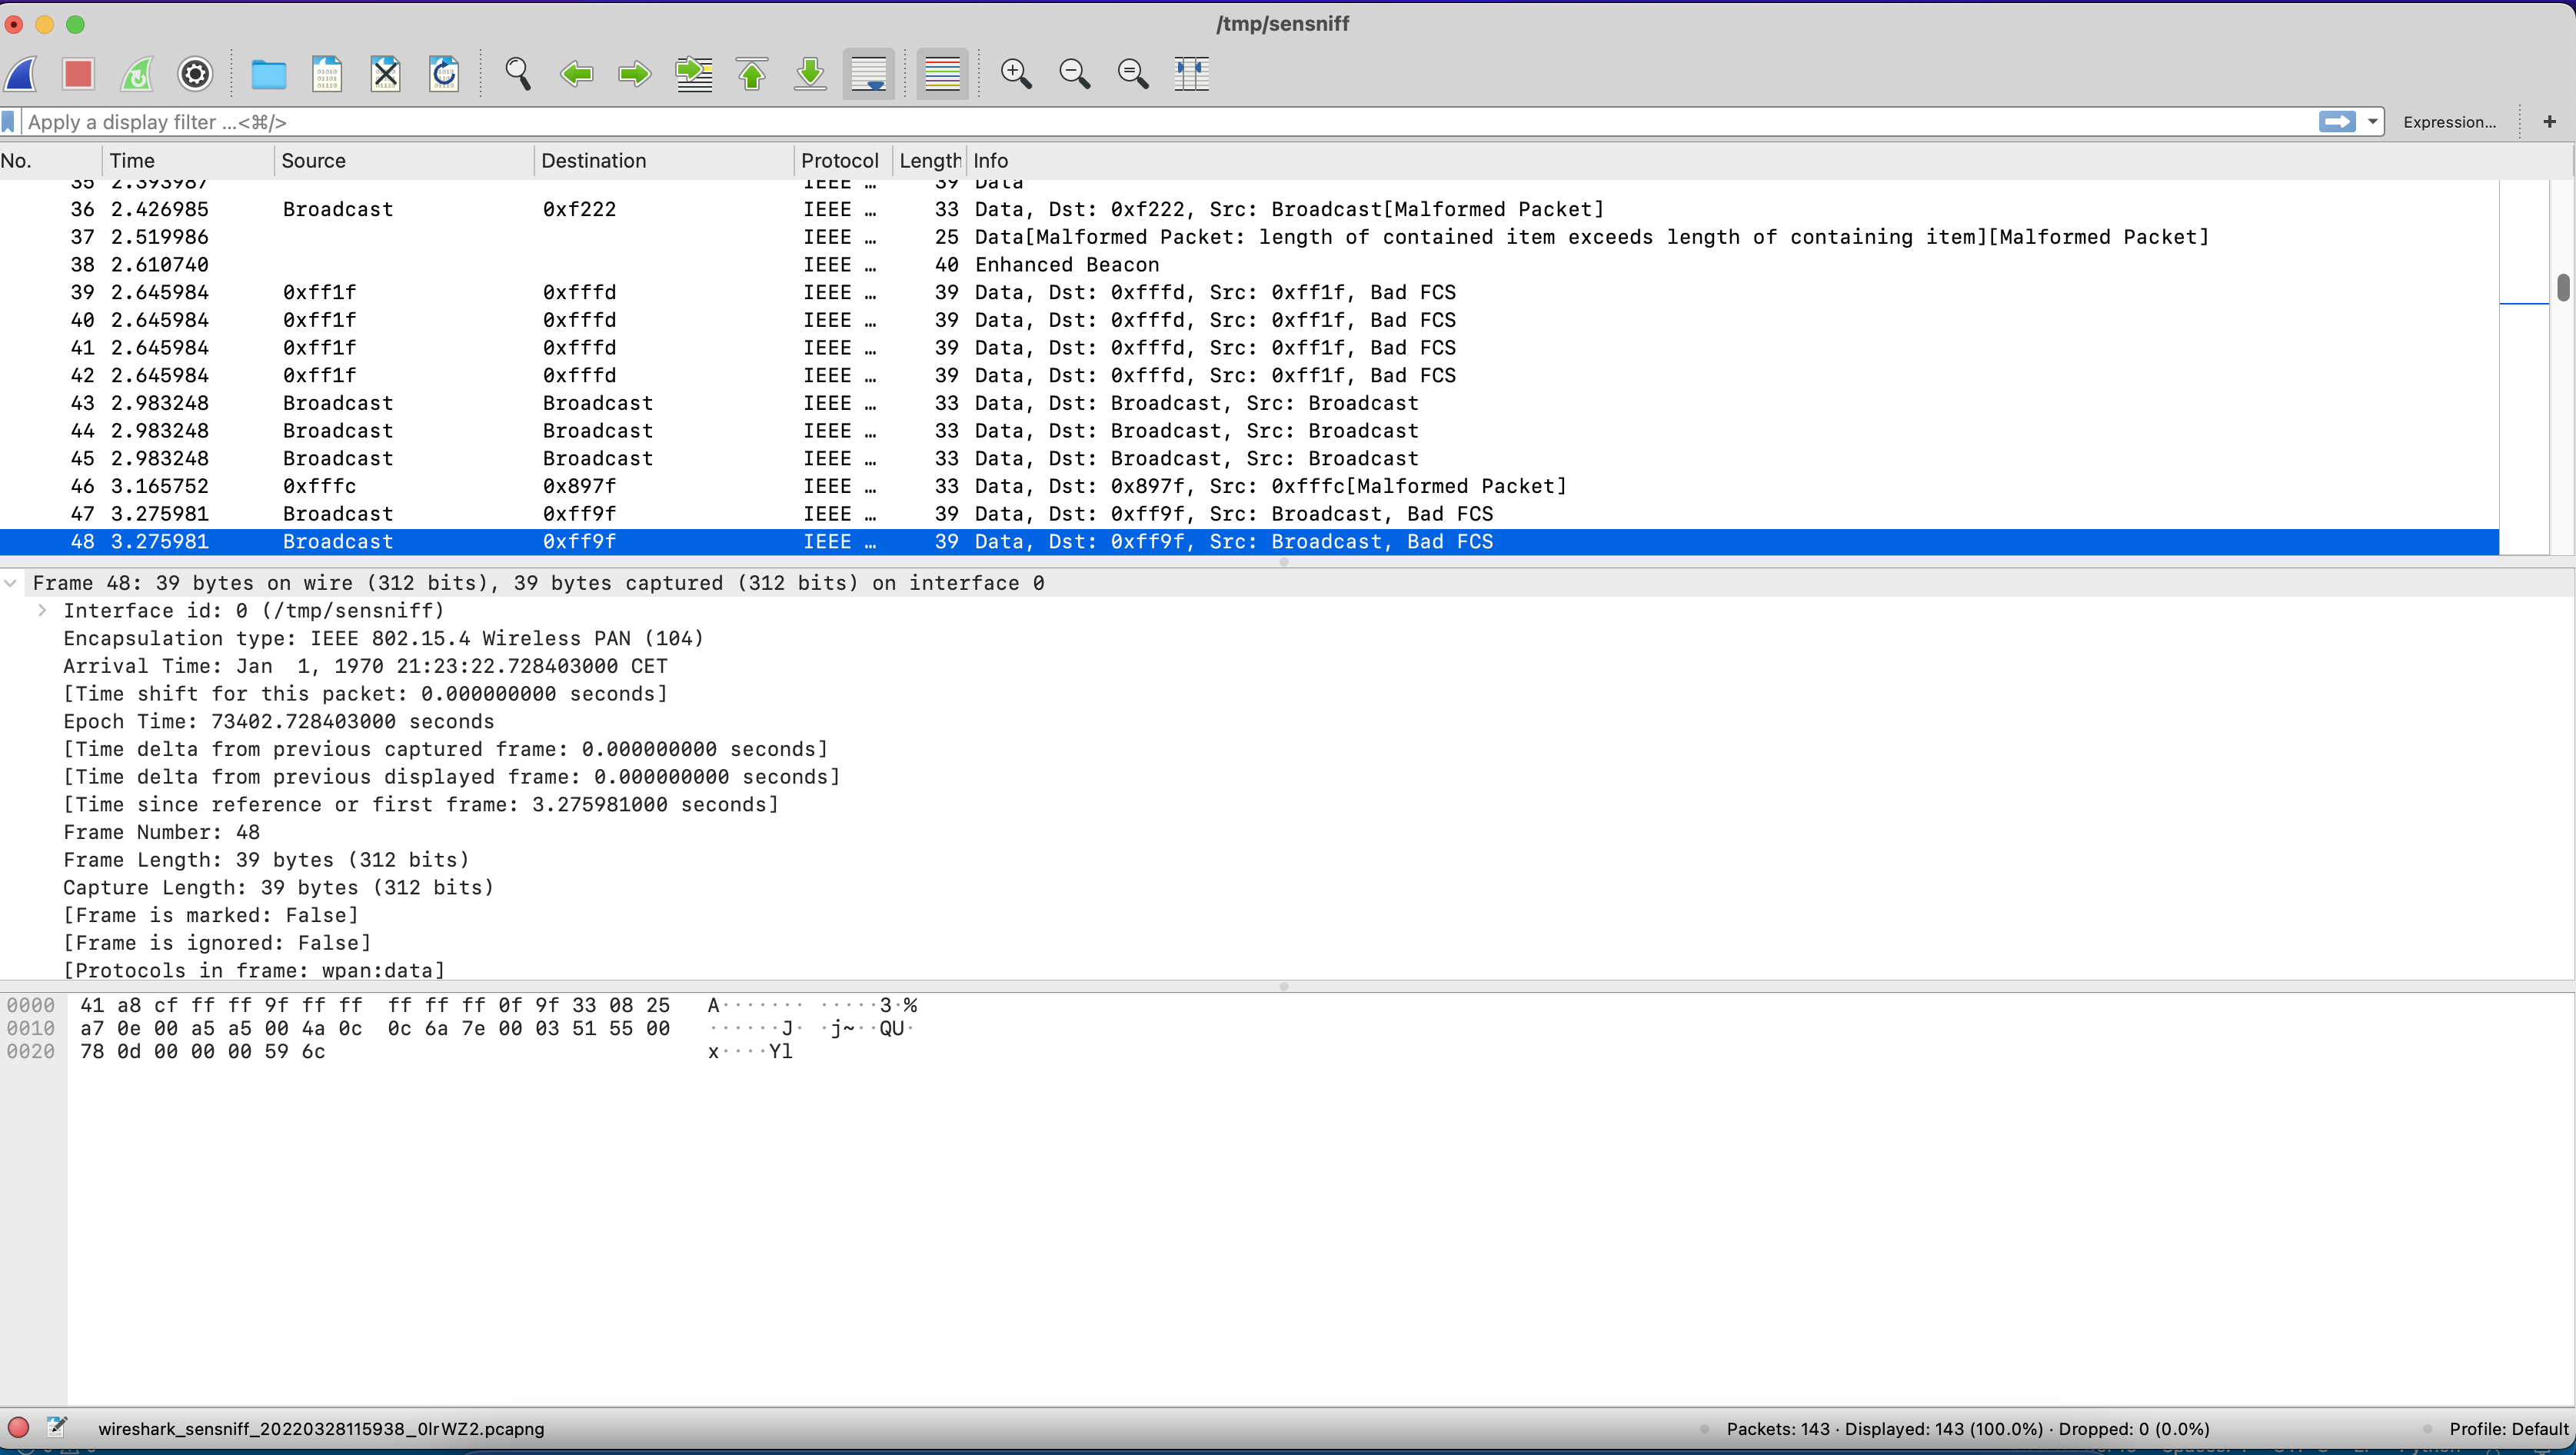 /tmp/sensniff
Apply a display filter ...<⌘/>
Expression... +
No. Time Source Destination Protocol Length Info
35 2.393987 IEEE … 39 Data
36 2.426985 Broadcast 0xf222 IEEE … 33 Data, Dst: 0xf222, Src: Broadcast[Malformed Packet]
37 2.519986 IEEE … 25 Data[Malformed Packet: length of contained item exceeds length of containing item][Malformed Packet]
38 2.610740 IEEE … 40 Enhanced Beacon
39 2.645984 0xff1f 0xfffd IEEE … 39 Data, Dst: 0xfffd, Src: 0xff1f, Bad FCS
40 2.645984 0xff1f 0xfffd IEEE … 39 Data, Dst: 0xfffd, Src: 0xff1f, Bad FCS
41 2.645984 0xff1f 0xfffd IEEE … 39 Data, Dst: 0xfffd, Src: 0xff1f, Bad FCS
42 2.645984 0xff1f 0xfffd IEEE … 39 Data, Dst: 0xfffd, Src: 0xff1f, Bad FCS
43 2.983248 Broadcast Broadcast IEEE … 33 Data, Dst: Broadcast, Src: Broadcast
44 2.983248 Broadcast Broadcast IEEE … 33 Data, Dst: Broadcast, Src: Broadcast
45 2.983248 Broadcast Broadcast IEEE … 33 Data, Dst: Broadcast, Src: Broadcast
46 3.165752 0xfffc 0x897f IEEE … 33 Data, Dst: 0x897f, Src: 0xfffc[Malformed Packet]
47 3.275981 Broadcast 0xff9f IEEE … 39 Data, Dst: 0xff9f, Src: Broadcast, Bad FCS
48 3.275981 Broadcast 0xff9f IEEE … 39 Data, Dst: 0xff9f, Src: Broadcast, Bad FCS
Frame 48: 39 bytes on wire (312 bits), 39 bytes captured (312 bits) on interface 0
Interface id: 0 (/tmp/sensniff)
Encapsulation type: IEEE 802.15.4 Wireless PAN (104)
Arrival Time: Jan  1, 1970 21:23:22.728403000 CET
[Time shift for this packet: 0.000000000 seconds]
Epoch Time: 73402.728403000 seconds
[Time delta from previous captured frame: 0.000000000 seconds]
[Time delta from previous displayed frame: 0.000000000 seconds]
[Time since reference or first frame: 3.275981000 seconds]
Frame Number: 48
Frame Length: 39 bytes (312 bits)
Capture Length: 39 bytes (312 bits)
[Frame is marked: False]
[Frame is ignored: False]
[Protocols in frame: wpan:data]
0000 41 a8 cf ff ff 9f ff ff  ff ff ff 0f 9f 33 08 25 A······· ·····3·%
0010 a7 0e 00 a5 a5 00 4a 0c  0c 6a 7e 00 03 51 55 00 ······J· ·j~··QU·
0020 78 0d 00 00 00 59 6c x····Yl
wireshark_sensniff_20220328115938_0lrWZ2.pcapng
Packets: 143 · Displayed: 143 (100.0%) · Dropped: 0 (0.0%)
Profile: Default